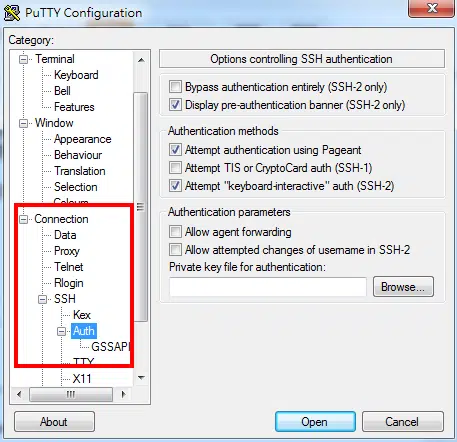 PuTTY Configuration
Category:
Terminal
Keyboard
Bell
Features
Window
Appearance
Behaviour
Translation
Selection
Colours
Connection
Data
Proxy
Telnet
Rlogin
SSH
Kex
Auth
GSSAPI
TTY
X11
Options controlling SSH authentication
Bypass authentication entirely (SSH-2 only)
Display pre-authentication banner (SSH-2 only)
Authentication methods
Attempt authentication using Pageant
Attempt TIS or CryptoCard auth (SSH-1)
Attempt "keyboard-interactive" auth (SSH-2)
Authentication parameters
Allow agent forwarding
Allow attempted changes of username in SSH-2
Private key file for authentication:
Browse...
About
Open
Cancel